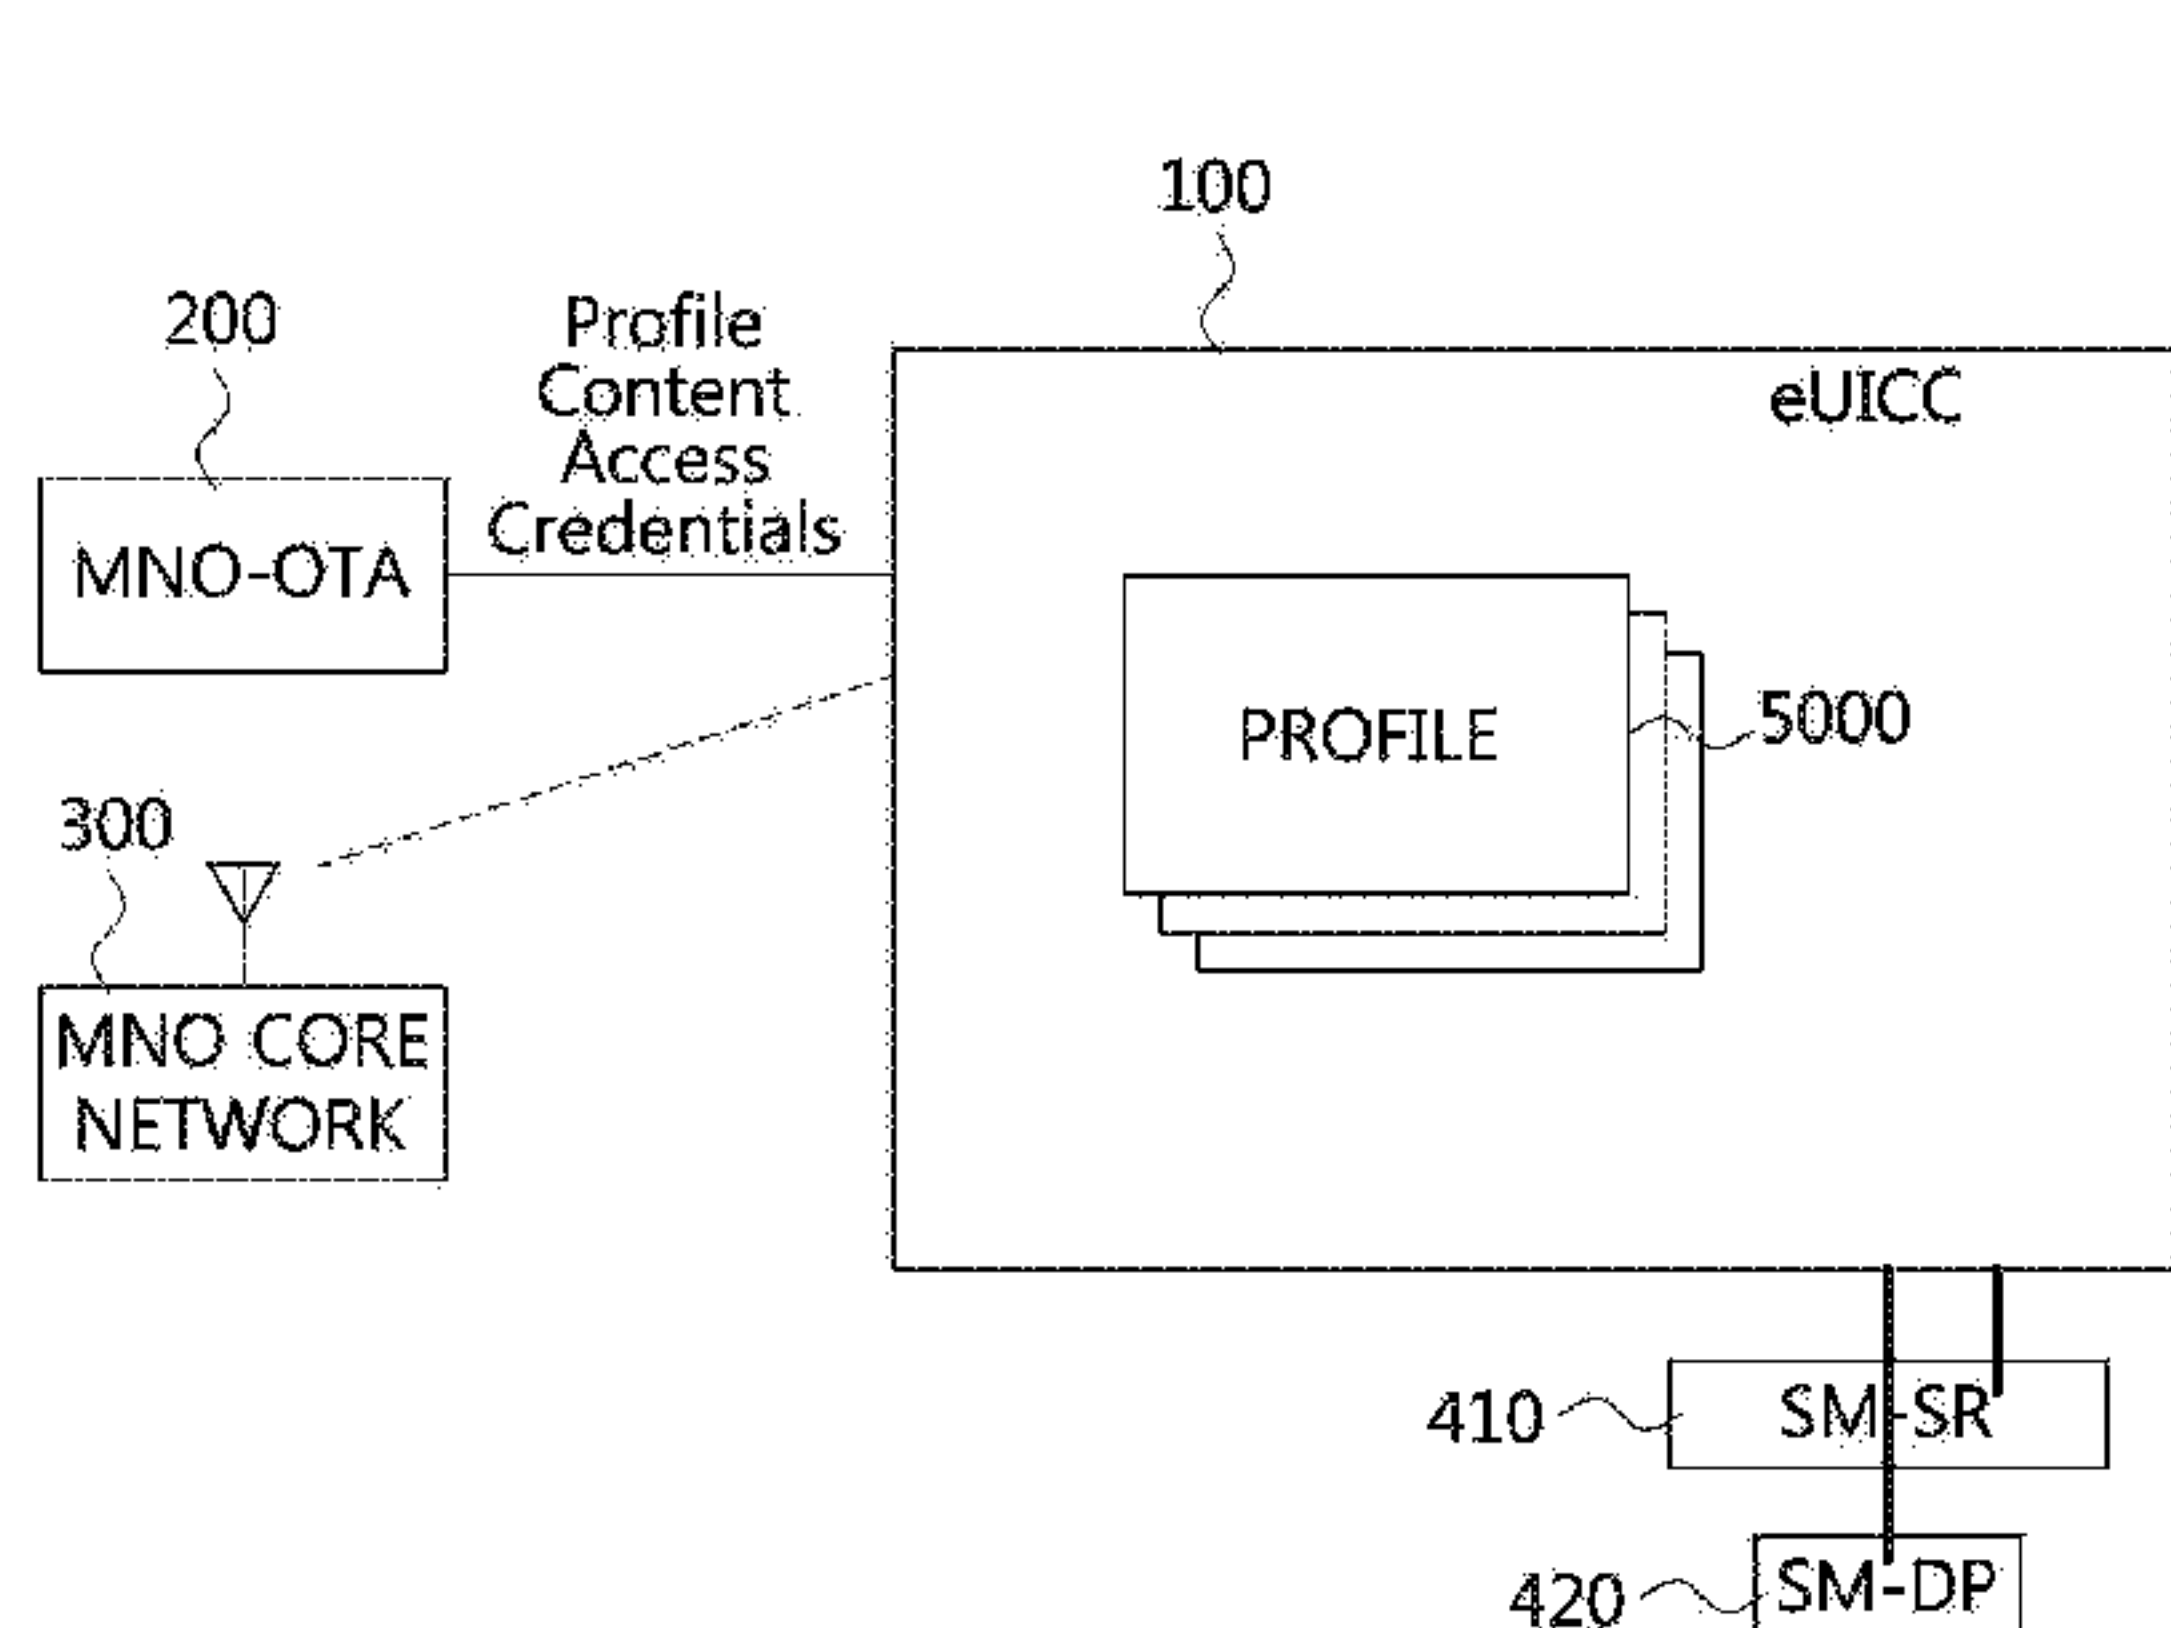 100
200
Profile
Content
Access
Credentials
eUICC
MNO-OTA
PROFILE
5000
300
MNO CORE
NETWORK
410
SM-SR
420
SM-DP